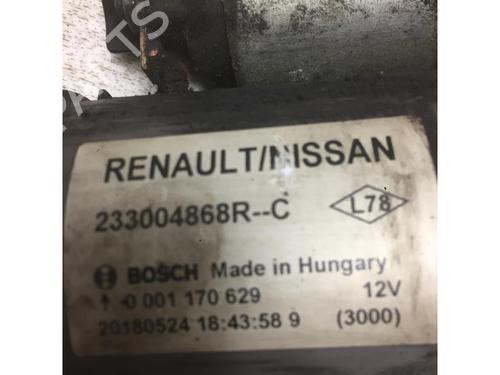 RENAULT/NISSAN
233004868R--C L78
BOSCH Made in Hungary
0 001 170 629 12V
20180524 18:43:58 9 (3000)